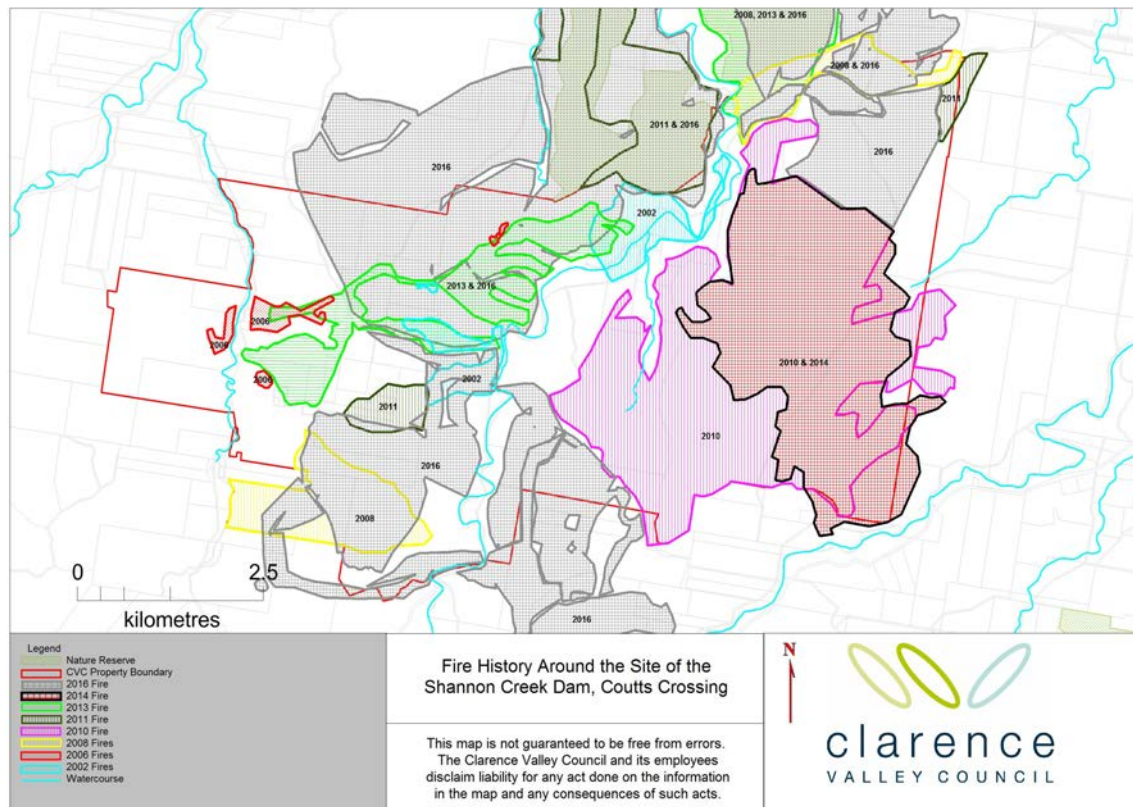 2008, 2013 & 2016
2008 & 2016
2011
2011 & 2016
2016
2016
2002
2013 & 2016
2006
2006
2006
2002
2010 & 2014
2011
2010
2016
2008
2016
0
2.5
kilometres
Legend
Nature Reserve
CVC Property Boundary
2016 Fire
2014 Fire
2013 Fire
2011 Fire
2010 Fire
2008 Fires
2006 Fires
2002 Fires
Watercourse
Fire History Around the Site of the
Shannon Creek Dam, Coutts Crossing
This map is not guaranteed to be free from errors.
The Clarence Valley Council and its employees
disclaim liability for any act done on the information
in the map and any consequences of such acts.
N
clarence
VALLEY COUNCIL